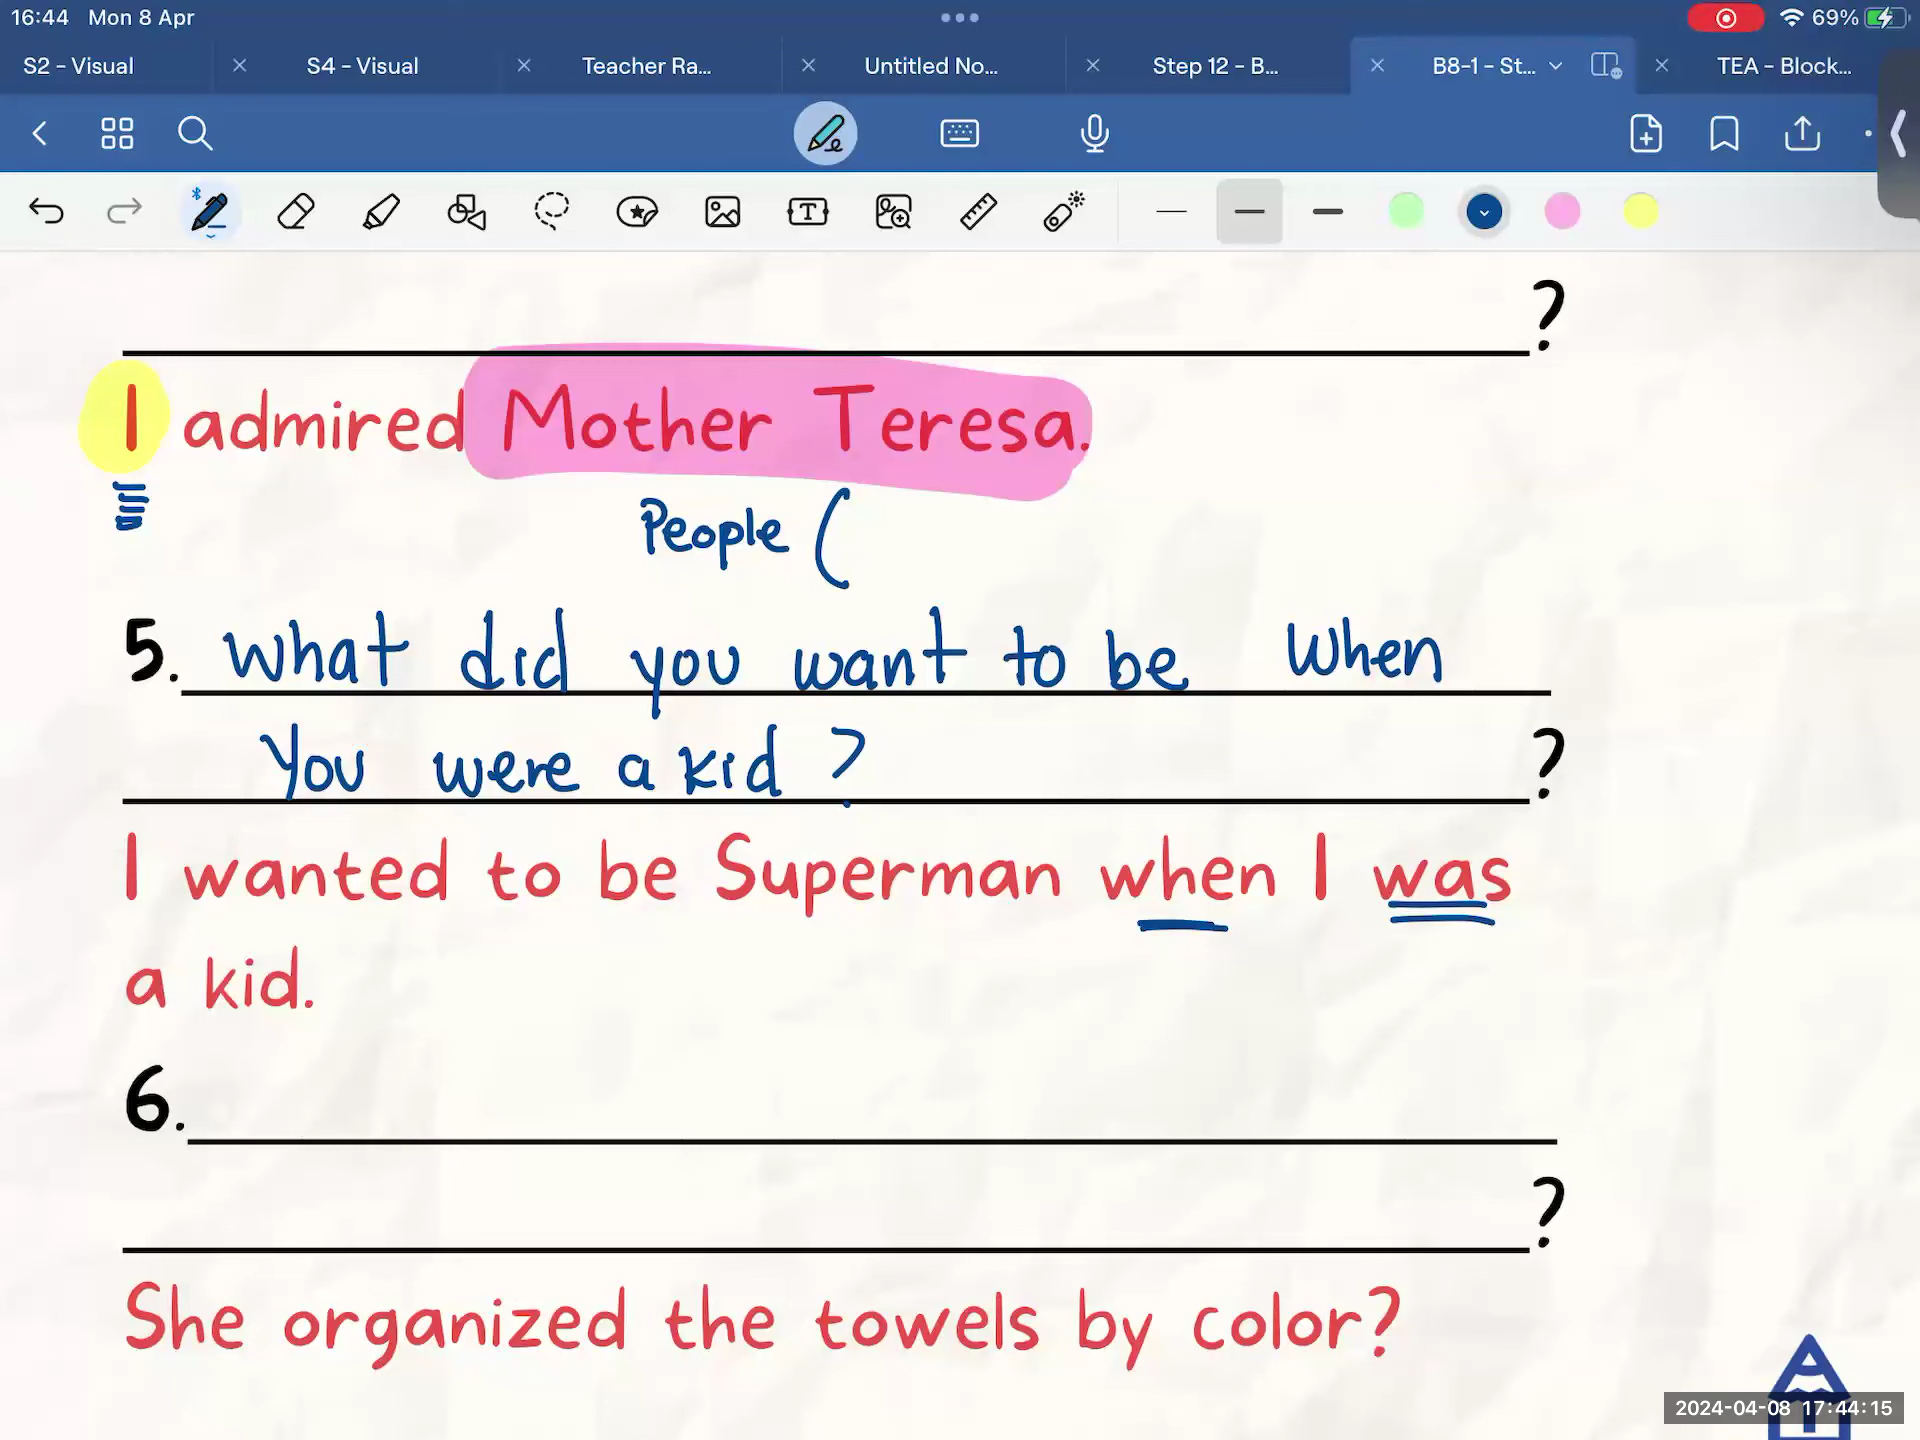 16:44 Mon 8 Apr
69%
S2 - Visual
S4 - Visual
Teacher Ra...
Untitled No...
Step 12 - B...
B8-1 - St...
TEA - Block...
?
I admired Mother Teresa.
People (
5. What did you want to be When
You were a kid ?
?
I wanted to be Superman when I was
a kid.
6.
?
She organized the towels by color?
2024-04-08 17:44:15